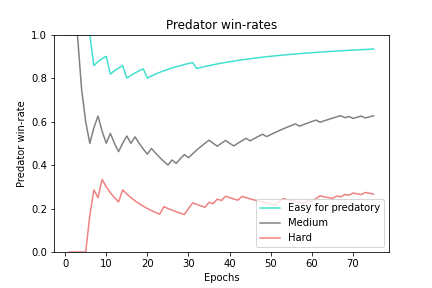 Predator win-rates
Predator win-rate
1.0
0.8
0.6
0.4
0.2
0.0
Easy for predatory
Medium
Hard
0 10 20 30 40 50 60 70
Epochs